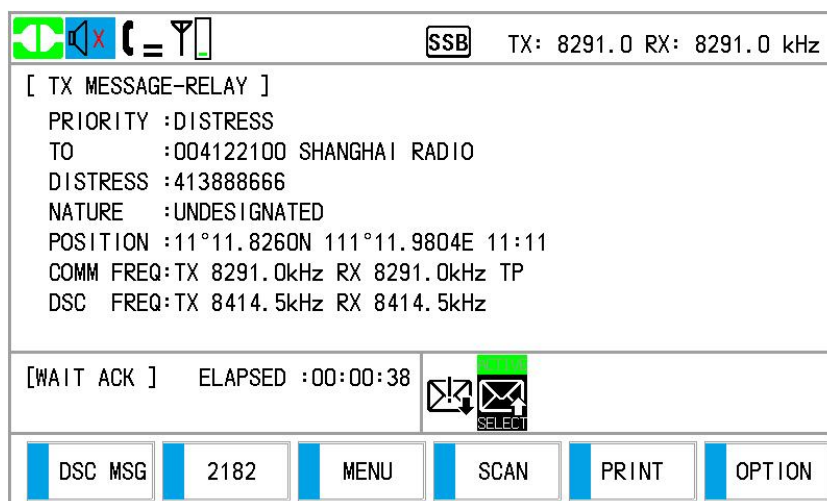 SSB TX: 8291.0 RX: 8291.0 kHz
[ TX MESSAGE-RELAY ]
PRIORITY :DISTRESS
TO :004122100 SHANGHAI RADIO
DISTRESS :413888666
NATURE :UNDESIGNATED
POSITION :11°11.8260N 111°11.9804E 11:11
COMM FREQ:TX 8291.0kHz RX 8291.0kHz TP
DSC FREQ:TX 8414.5kHz RX 8414.5kHz
[WAIT ACK ] ELAPSED :00:00:38
SELECT
DSC MSG 2182 MENU SCAN PRINT OPTION